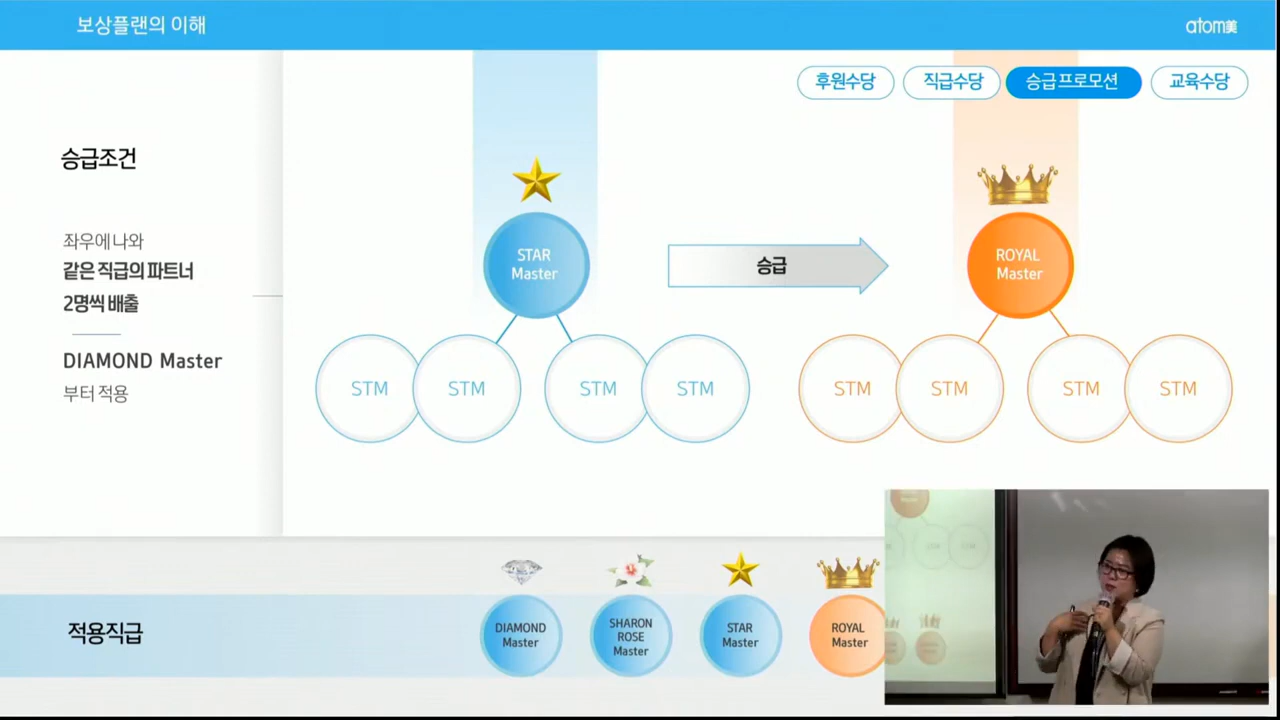 보상플랜의 이해
atom美
후원수당
직급수당
승급프로모션
교육수당
승급조건
좌우에 나와
같은 직급의 파트너
2명씩 배출
DIAMOND Master
부터 적용
STAR
Master
승급
ROYAL
Master
STM
STM
STM
STM
STM
STM
STM
STM
적용직급
DIAMOND
Master
SHARON
ROSE
Master
STAR
Master
ROYAL
Master
STM
STM